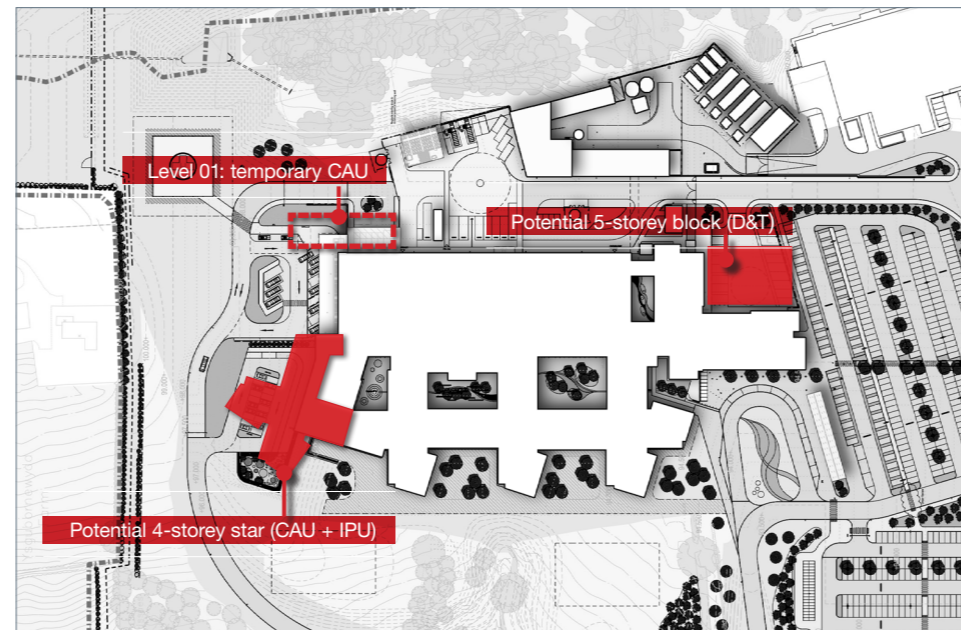 Level 01: temporary CAU
Potential 5-storey block (D&T)
Potential 4-storey star (CAU + IPU)